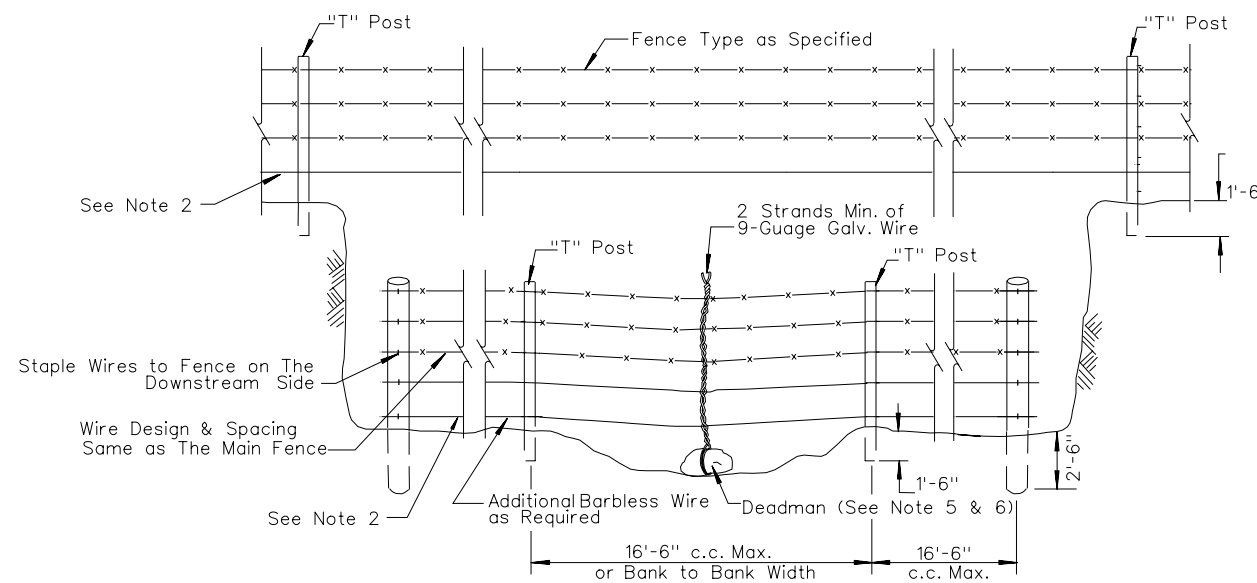 "T" Post
"T" Post
Fence Type as Specified
See Note 2
1'-6
2 Strands Min. of
9-Guage Galv. Wire
"T" Post
"T" Post
Staple Wires to Fence on The
Downstream Side
Wire Design & Spacing
Same as The Main Fence
See Note 2
Additional Barbless Wire
as Required
Deadman (See Note 5 & 6)
1'-6"
2'-6"
16'-6" c.c. Max.
or Bank to Bank Width
16'-6"
c.c. Max.